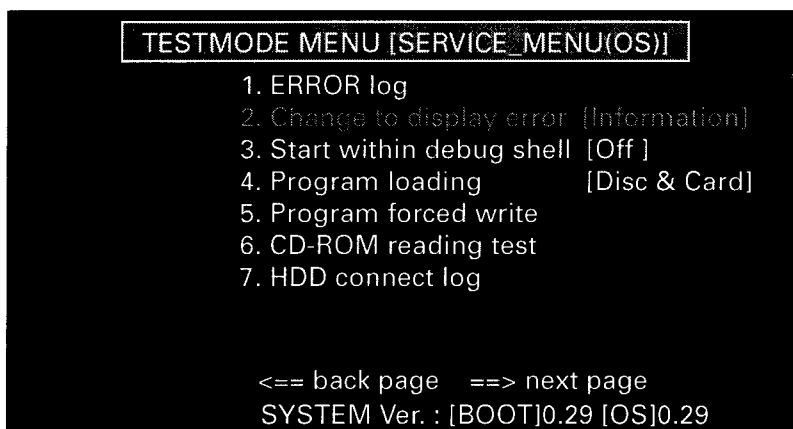 TESTMODE MENU [SERVICE_MENU(OS)]
1. ERROR log
2. Change to display error [Information]
3. Start within debug shell [Off ]
4. Program loading [Disc & Card]
5. Program forced write
6. CD-ROM reading test
7. HDD connect log
<== back page ==> next page
SYSTEM Ver. : [BOOT]0.29 [OS]0.29